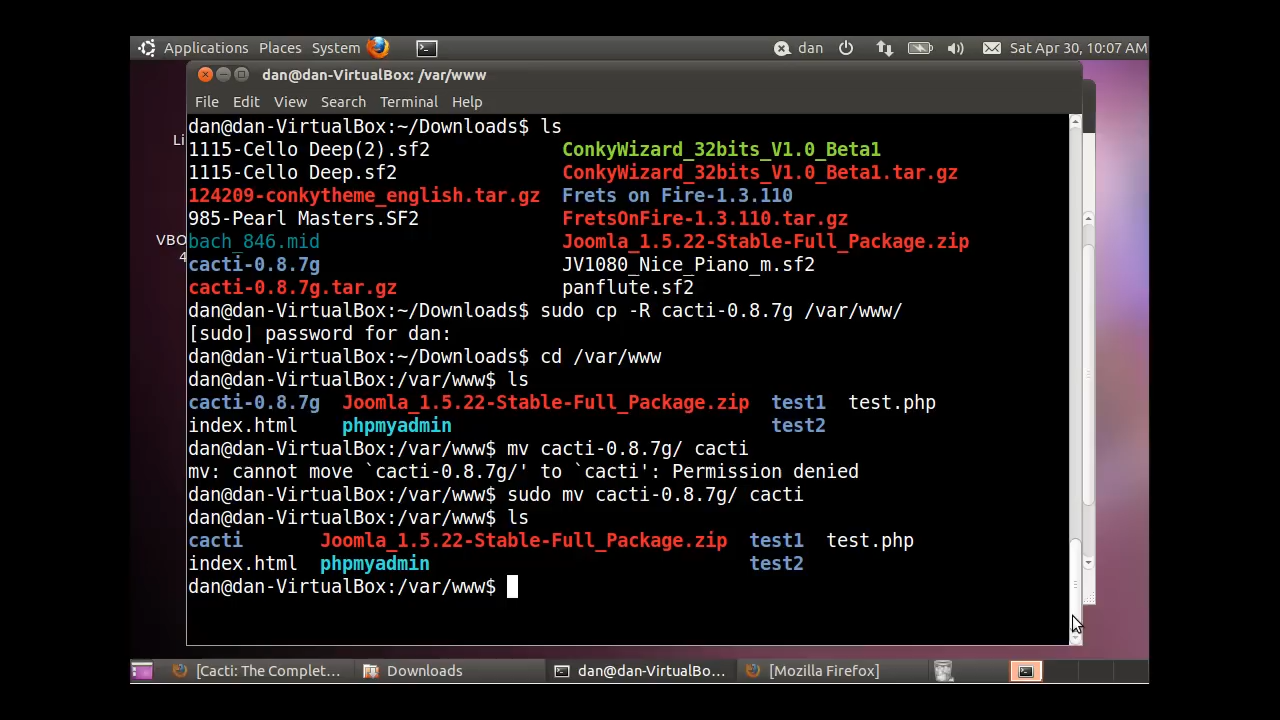 Applications Places System dan Sat Apr 30, 10:07 AM
dan@dan-VirtualBox: /var/www
File Edit View Search Terminal Help
dan@dan-VirtualBox:~/Downloads$ ls
1115-Cello Deep(2).sf2 ConkyWizard_32bits_V1.0_Beta1
1115-Cello Deep.sf2 ConkyWizard_32bits_V1.0_Beta1.tar.gz
124209-conkytheme_english.tar.gz Frets on Fire-1.3.110
985-Pearl Masters.SF2 FretsOnFire-1.3.110.tar.gz
bach_846.mid Joomla_1.5.22-Stable-Full_Package.zip
cacti-0.8.7g JV1080_Nice_Piano_m.sf2
cacti-0.8.7g.tar.gz panflute.sf2
dan@dan-VirtualBox:~/Downloads$ sudo cp -R cacti-0.8.7g /var/www/
[sudo] password for dan:
dan@dan-VirtualBox:~/Downloads$ cd /var/www
dan@dan-VirtualBox:/var/www$ ls
cacti-0.8.7g Joomla_1.5.22-Stable-Full_Package.zip test1 test.php
index.html phpmyadmin test2
dan@dan-VirtualBox:/var/www$ mv cacti-0.8.7g/ cacti
mv: cannot move `cacti-0.8.7g/' to `cacti': Permission denied
dan@dan-VirtualBox:/var/www$ sudo mv cacti-0.8.7g/ cacti
dan@dan-VirtualBox:/var/www$ ls
cacti Joomla_1.5.22-Stable-Full_Package.zip test1 test.php
index.html phpmyadmin test2
dan@dan-VirtualBox:/var/www$
Li
VBO
4
[Cacti: The Complet... Downloads dan@dan-VirtualBo... [Mozilla Firefox]